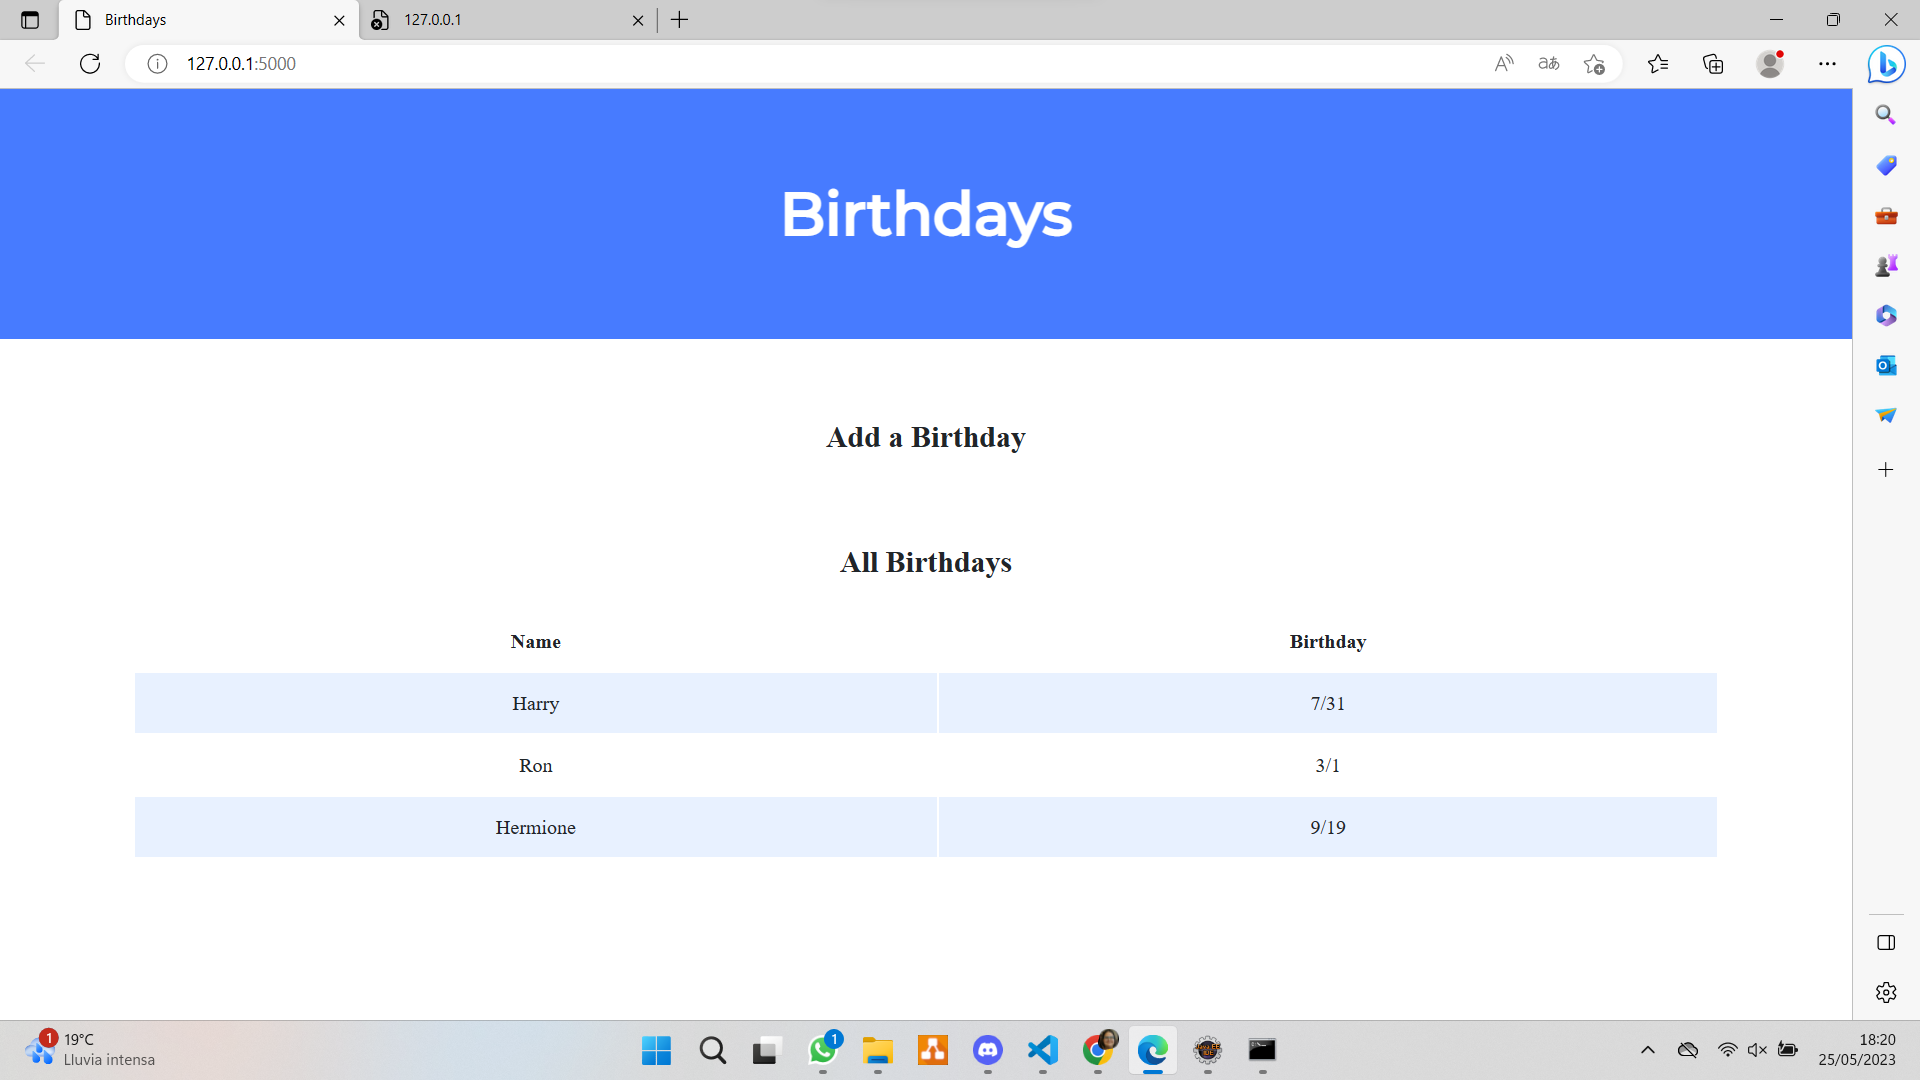 Birthdays
127.0.0.1
127.0.0.1:5000
Birthdays
Add a Birthday
All Birthdays
Name Birthday
Harry 7/31
Ron 3/1
Hermione 9/19
1
19°C
Lluvia intensa
1
18:20
25/05/2023